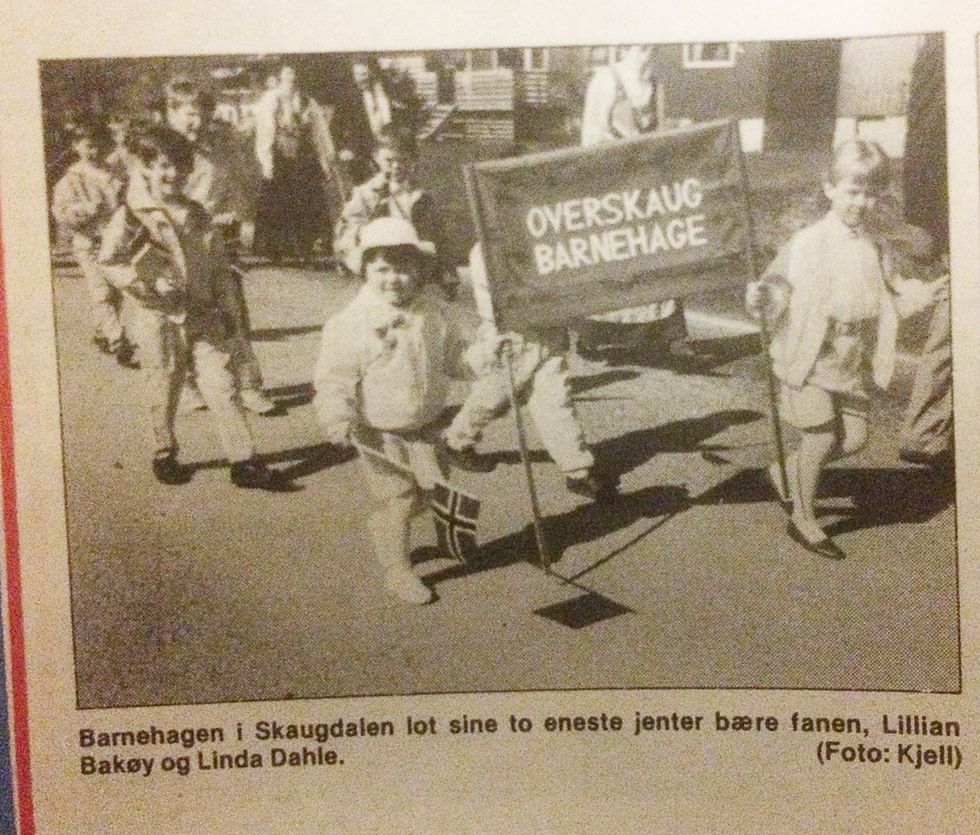 OVERSKAUG
BARNEHAGE
Barnehagen i Skaugdalen lot sine to eneste jenter bære fanen, Lillian
Bakøy og Linda Dahle. (Foto: Kjell)